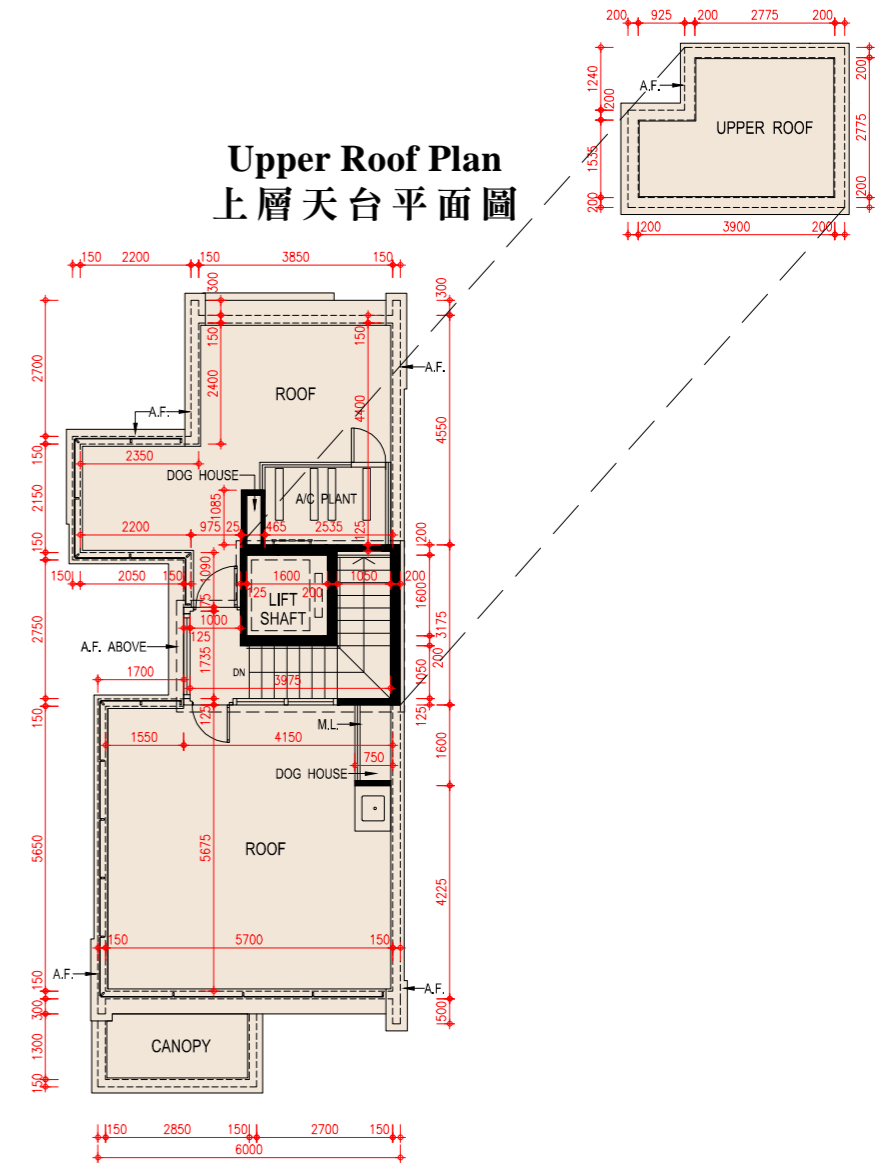 200 925 200 2775 200
1240
200
1535
200
A.F.
UPPER ROOF
200
2775
200
200 3900 200
Upper Roof Plan
上層天台平面圖
150 2200 150 3850 150
300
300
2700
150
2400
150
4400
4550
ROOF
A.F.
A.F.
150
2350
DOG HOUSE
2150
1085
A/C PLANT
2200 975 25 465 2535
125
200
150
150 2050 150
1090
125 1600 200 1050 200
1600
3175
75
LIFT
SHAFT
1000
125
2750
A.F. ABOVE
1735
DN
200
1050
1700
3975
150
125
125
M.L.
1550 4150
750
1600
DOG HOUSE
5650
5675
ROOF
4225
150 5700 150
A.F.
A.F.
150
300
500
1300
CANOPY
150
150 2850 150 2700 150
6000